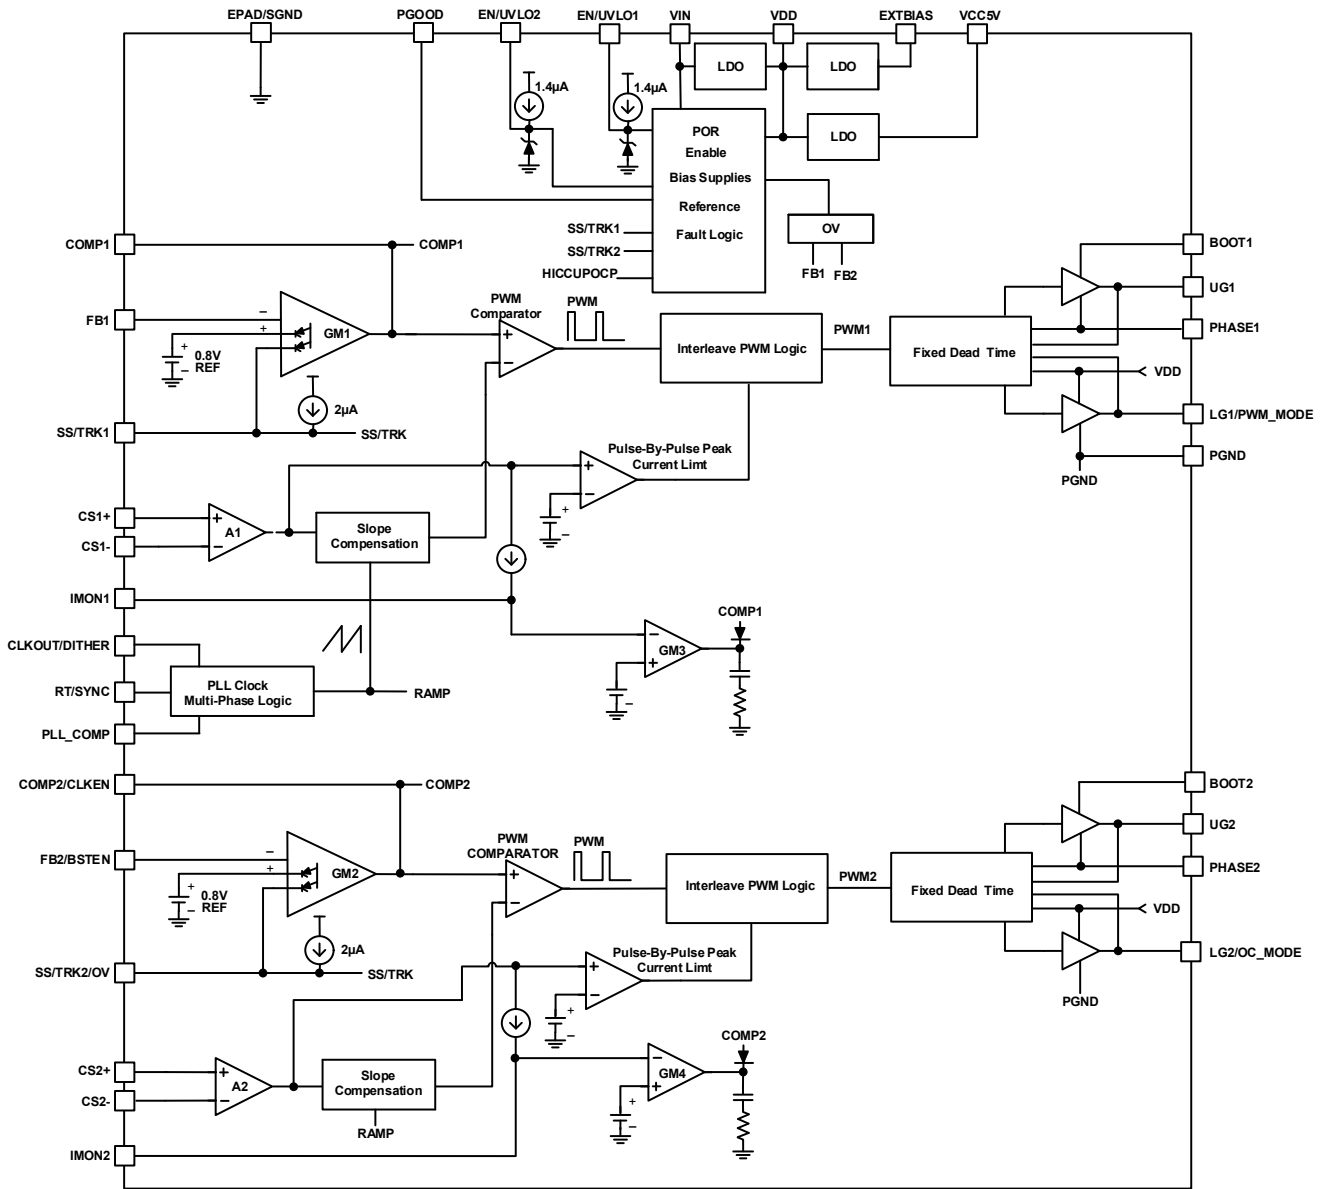 EPAD/SGND
PGOOD
EN/UVLO2
EN/UVLO1
VIN
VDD
EXTBIAS
VCC5V
LDO
LDO
1.4µA
1.4µA
POR
LDO
Enable
Bias Supplies
Reference
SS/TRK1
Fault Logic
OV
SS/TRK2
HICCUPOCP
FB1
FB2
COMP1
COMP1
BOOT1
UG1
PWM
Comparator
PWM
FB1
−
+
GM1
+
−
Interleave PWM Logic
PWM1
Fixed Dead Time
PHASE1
+
0.8V
− REF
VDD
2µA
LG1/PWM_MODE
SS/TRK1
SS/TRK
Pulse-By-Pulse Peak
Current Limt
PGND
PGND
+
−
+
−
CS1+
+
A1
−
Slope
Compensation
CS1-
IMON1
COMP1
CLKOUT/DITHER
−
GM3
+
−
RT/SYNC
PLL Clock
Multi-Phase Logic
RAMP
PLL_COMP
COMP2/CLKEN
COMP2
BOOT2
UG2
PWM
COMPARATOR
PWM
FB2/BSTEN
−
+
GM2
+
−
Interleave PWM Logic
PWM2
Fixed Dead Time
PHASE2
+
0.8V
− REF
VDD
2µA
LG2/OC_MODE
SS/TRK2/OV
SS/TRK
Pulse-By-Pulse Peak
Current Limt
PGND
+
−
+
−
COMP2
CS2+
+
A2
−
Slope
Compensation
CS2-
−
GM4
+
+
−
RAMP
IMON2